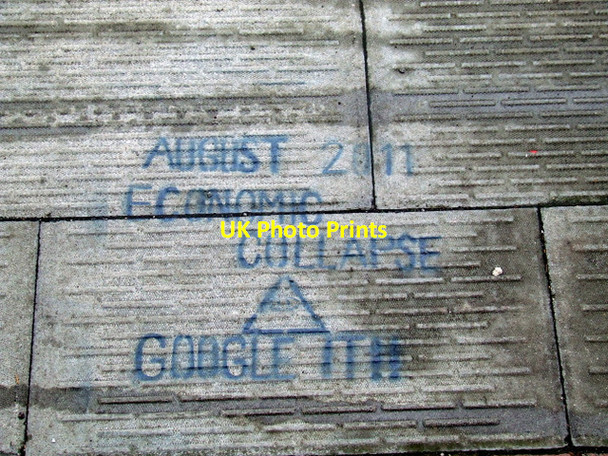 AUGUST 2011
ECONOMIC
UK Photo Prints
COLLAPSE
GOOGLE IT!!